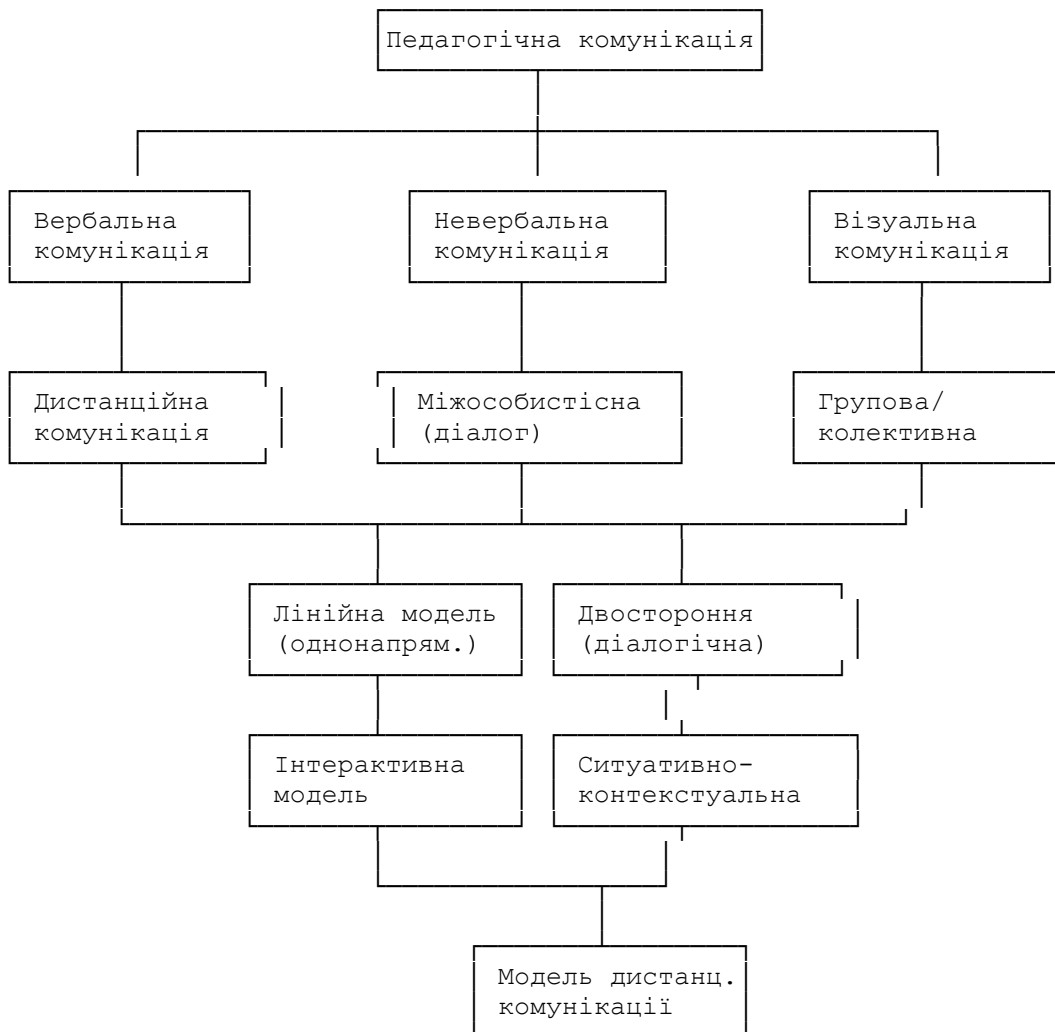 Педагогічна комунікація
Вербальна
комунікація
Невербальна
комунікація
Візуальна
комунікація
Дистанційна
комунікація
Міжособистісна
(діалог)
Групова/
колективна
Лінійна модель
(однонапрям.)
Двостороння
(діалогічна)
Інтерактивна
модель
Ситуативно-
контекстуальна
Модель дистанц.
комунікації